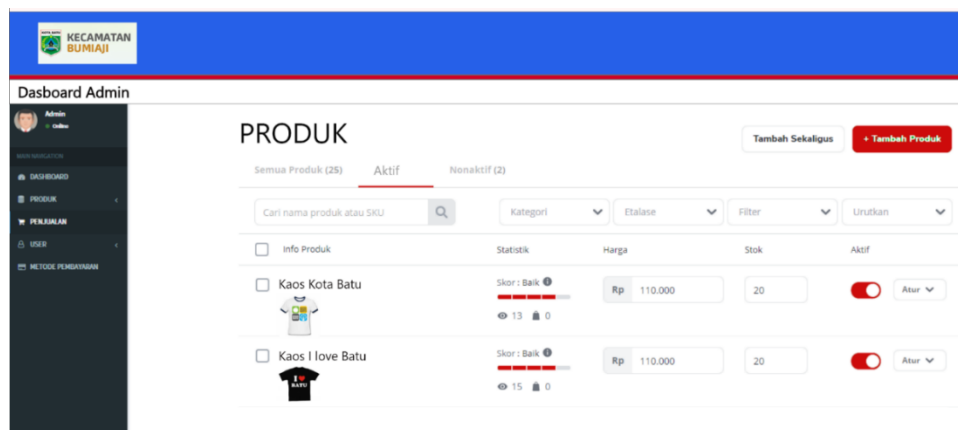 KECAMATAN
BUMIAJI
Dasboard Admin
Admin
Online
MAIN NAVIGATION
DASHBOARD
PRODUK
PENJUALAN
USER
METODE PEMBAYARAN
PRODUK
Tambah Sekaligus
+ Tambah Produk
Semua Produk (25)
Aktif
Nonaktif (2)
Cari nama produk atau SKU
Kategori
Etalase
Filter
Urutkan
Info Produk
Statistik
Harga
Stok
Aktif
Kaos Kota Batu
Skor : Baik
13
0
Rp 110.000
20
Atur
Kaos I love Batu
I
BATU
Skor : Baik
15
0
Rp 110.000
20
Atur